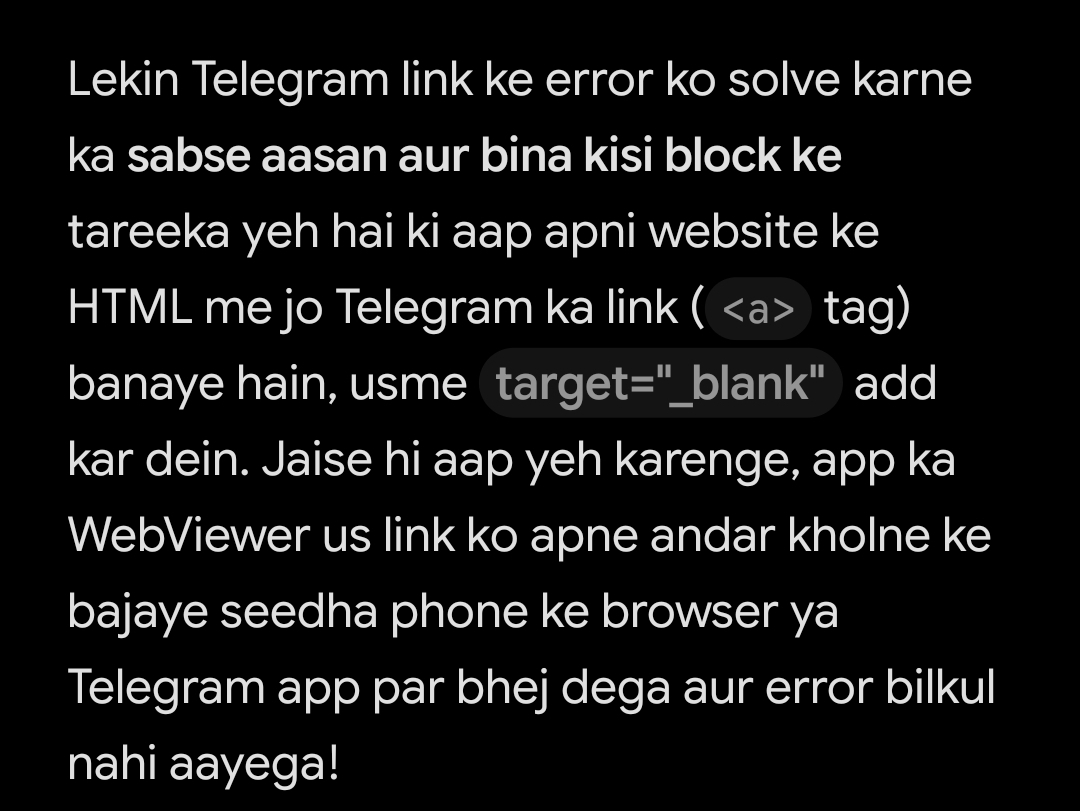 Lekin Telegram link ke error ko solve karne
ka sabse aasan aur bina kisi block ke
tareeka yeh hai ki aap apni website ke
HTML me jo Telegram ka link ( <a> tag)
banaye hain, usme target="_blank" add
kar dein. Jaise hi aap yeh karenge, app ka
WebViewer us link ko apne andar kholne ke
bajaye seedha phone ke browser ya
Telegram app par bhej dega aur error bilkul
nahi aayega!